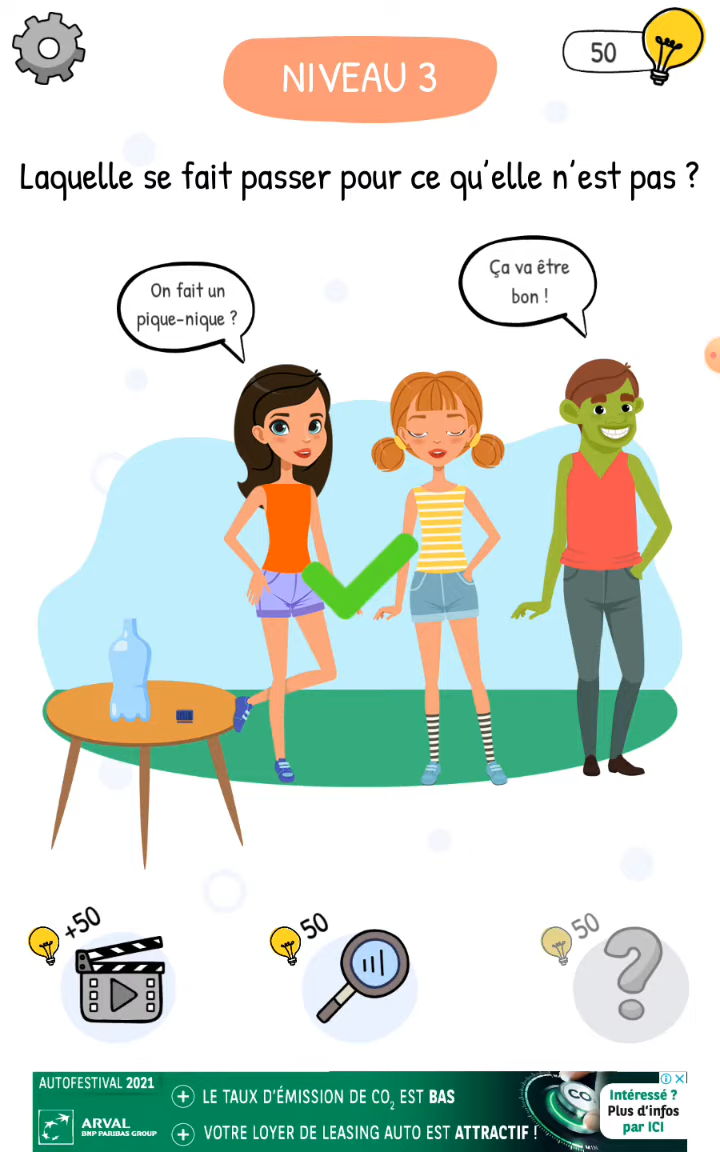 50
NIVEAU 3
Laquelle se fait passer pour ce qu'elle n'est pas ?
On fait un
pique-nique ?
Ça va être
bon !
+50
50
50
AUTOFESTIVAL 2021
LE TAUX D'ÉMISSION DE CO2 EST BAS
ARVAL
BNP PARIBAS GROUP
VOTRE LOYER DE LEASING AUTO EST ATTRACTIF !
CO
Intéressé ?
Plus d'infos
par ICI